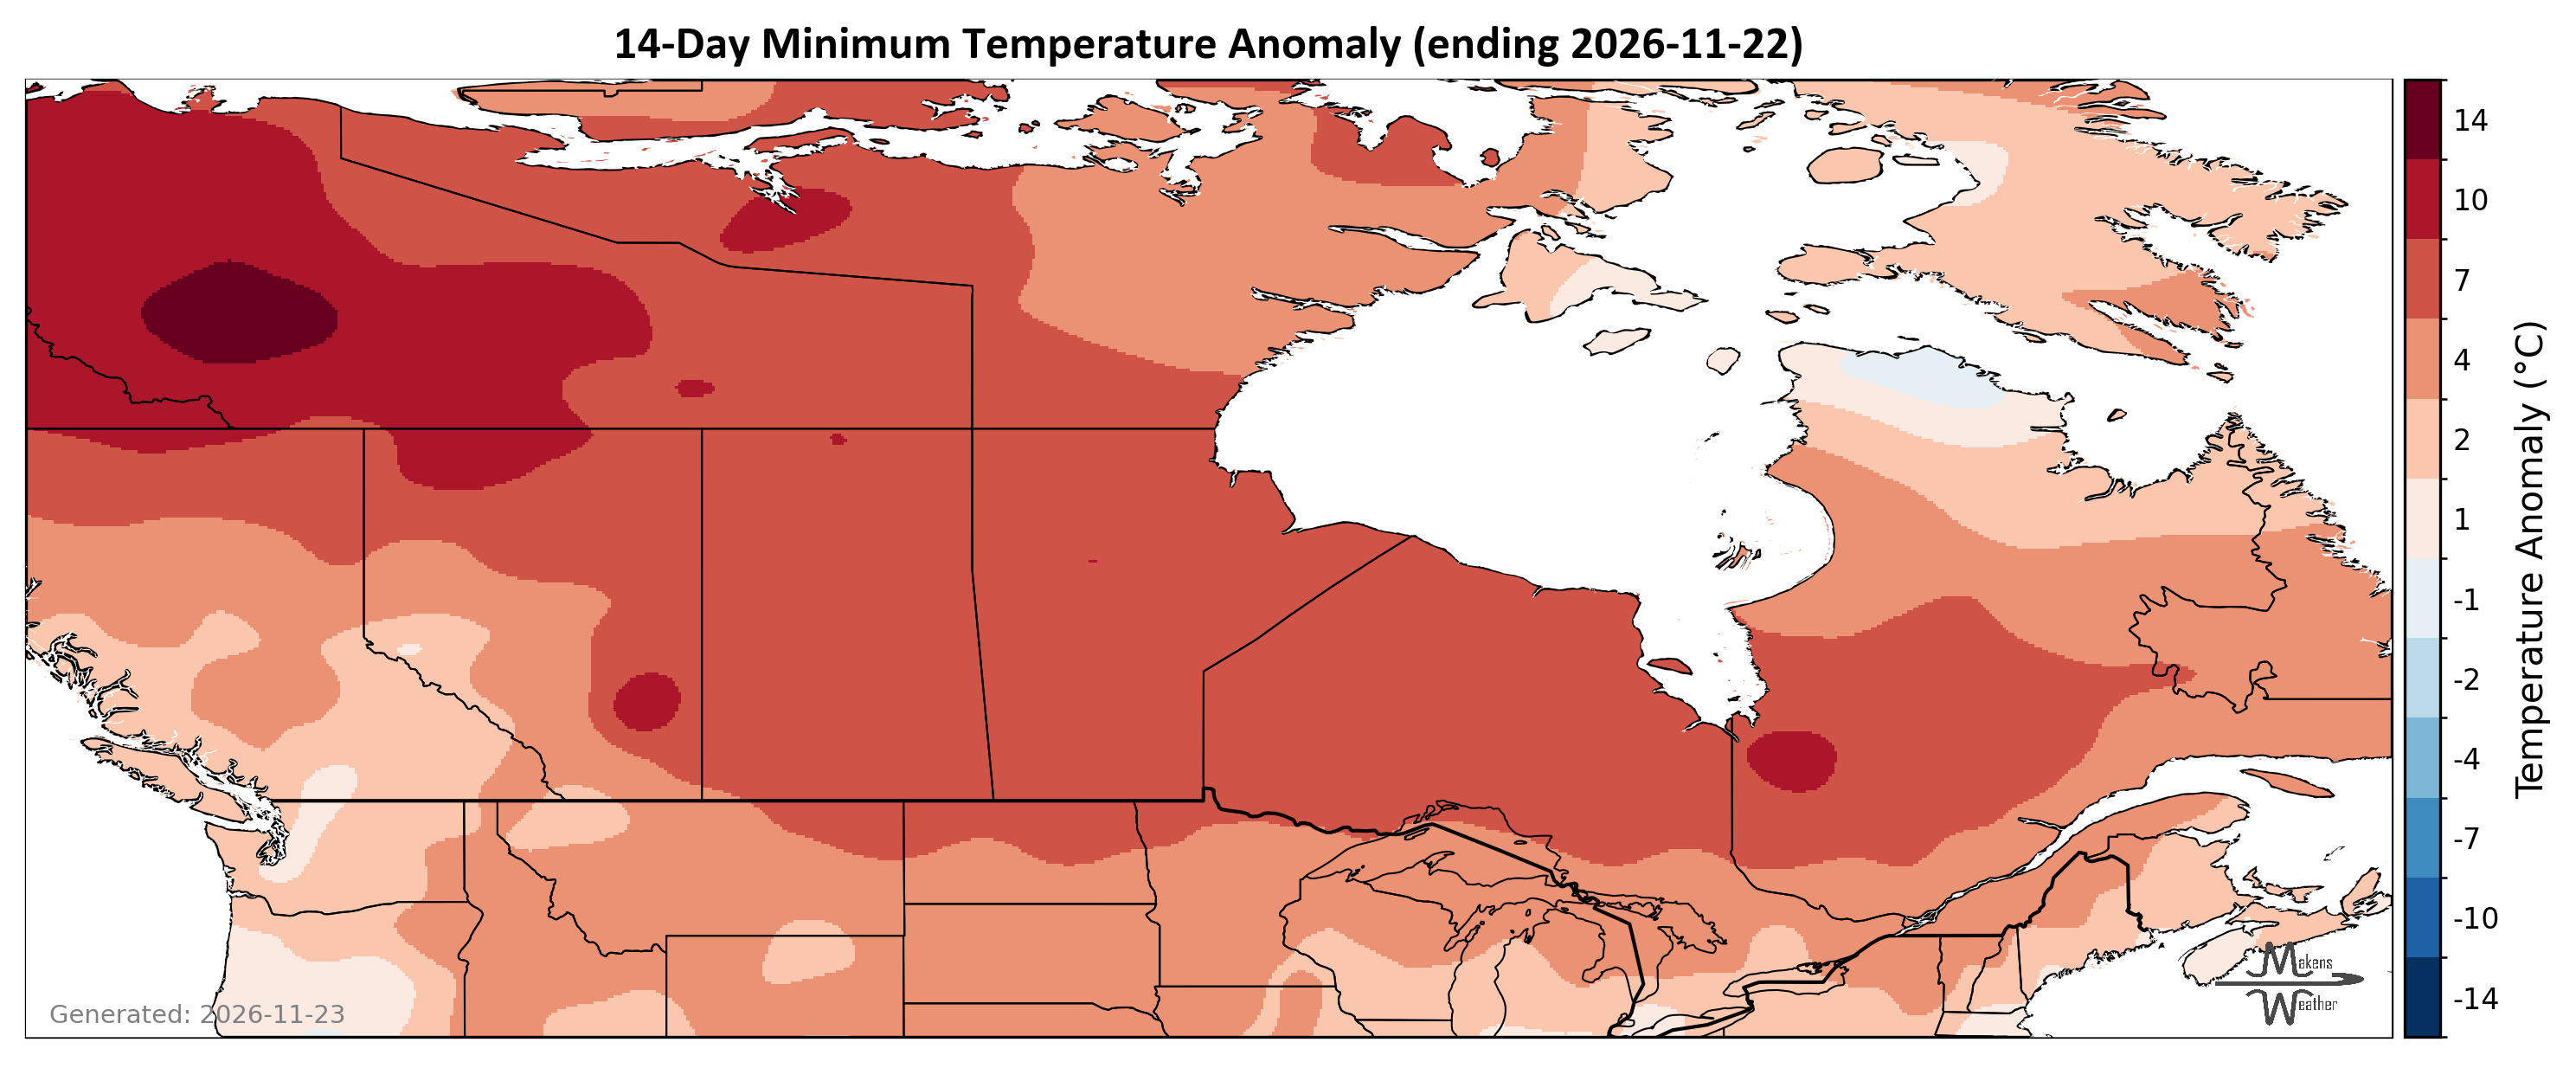 14-Day Minimum Temperature Anomaly (ending 2026-11-22)
14
10
7
4
2
1
-1
-2
-4
-7
-10
-14
Temperature Anomaly (°C)
Generated: 2026-11-23
Makens
Weather